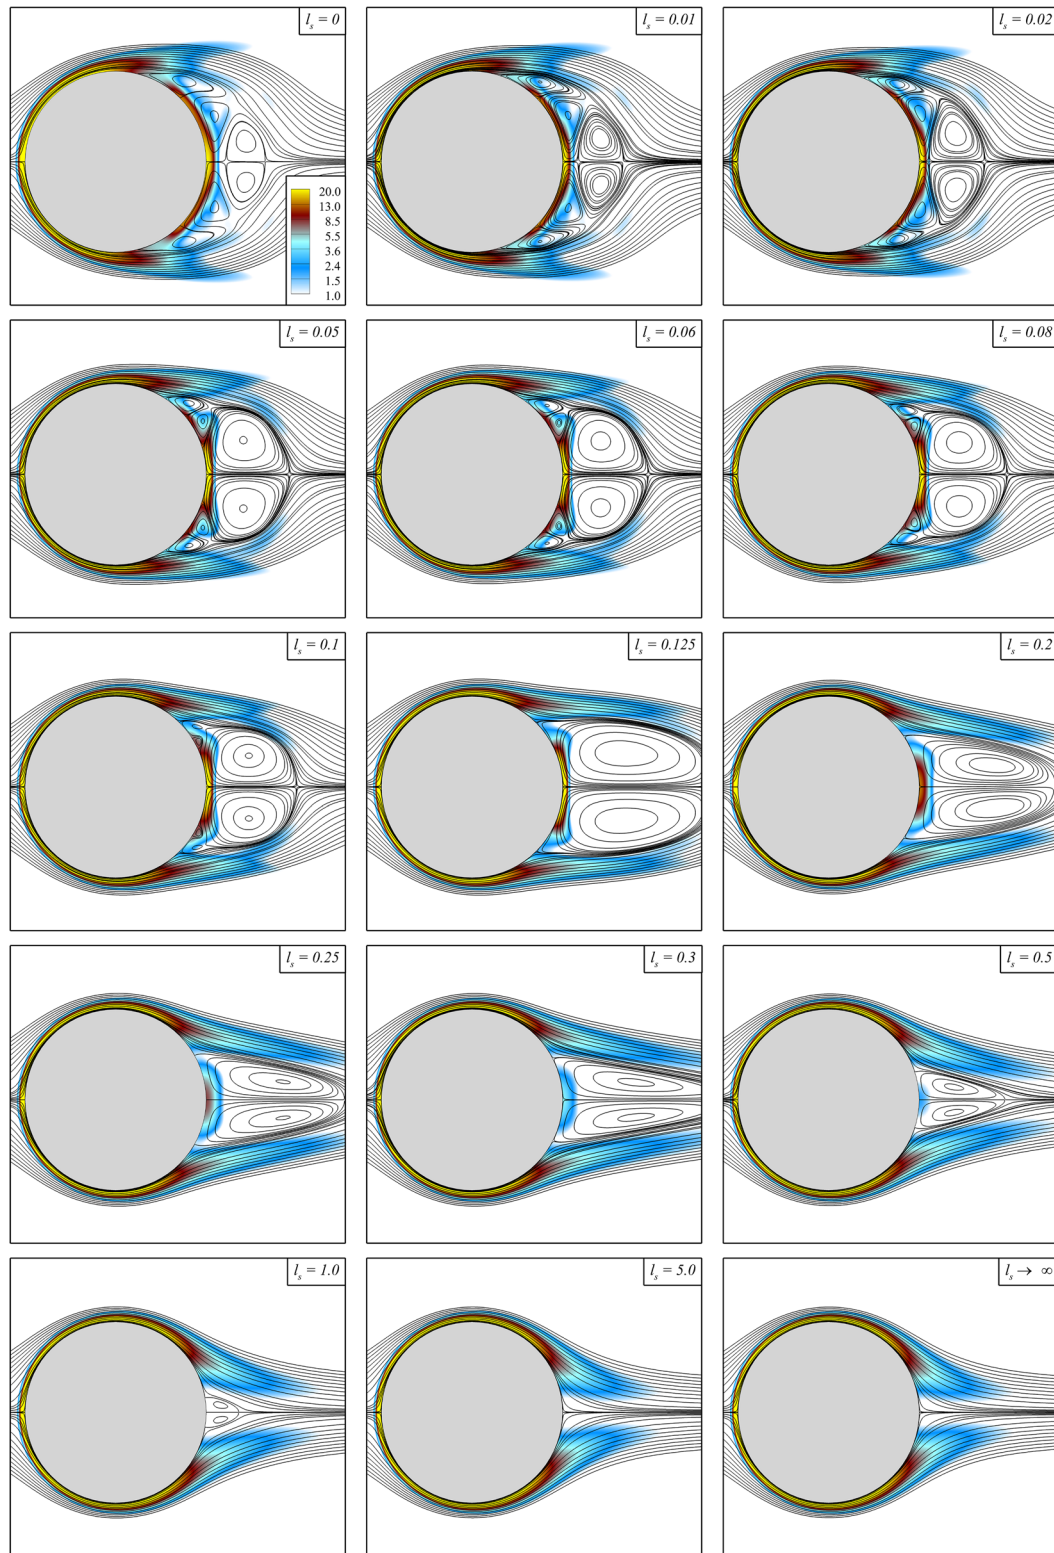 l_s = 0
l_s = 0.01
l_s = 0.02
20.0
13.0
8.5
5.5
3.6
2.4
1.5
1.0
l_s = 0.05
l_s = 0.06
l_s = 0.08
l_s = 0.1
l_s = 0.125
l_s = 0.2
l_s = 0.25
l_s = 0.3
l_s = 0.5
l_s = 1.0
l_s = 5.0
l_s → ∞